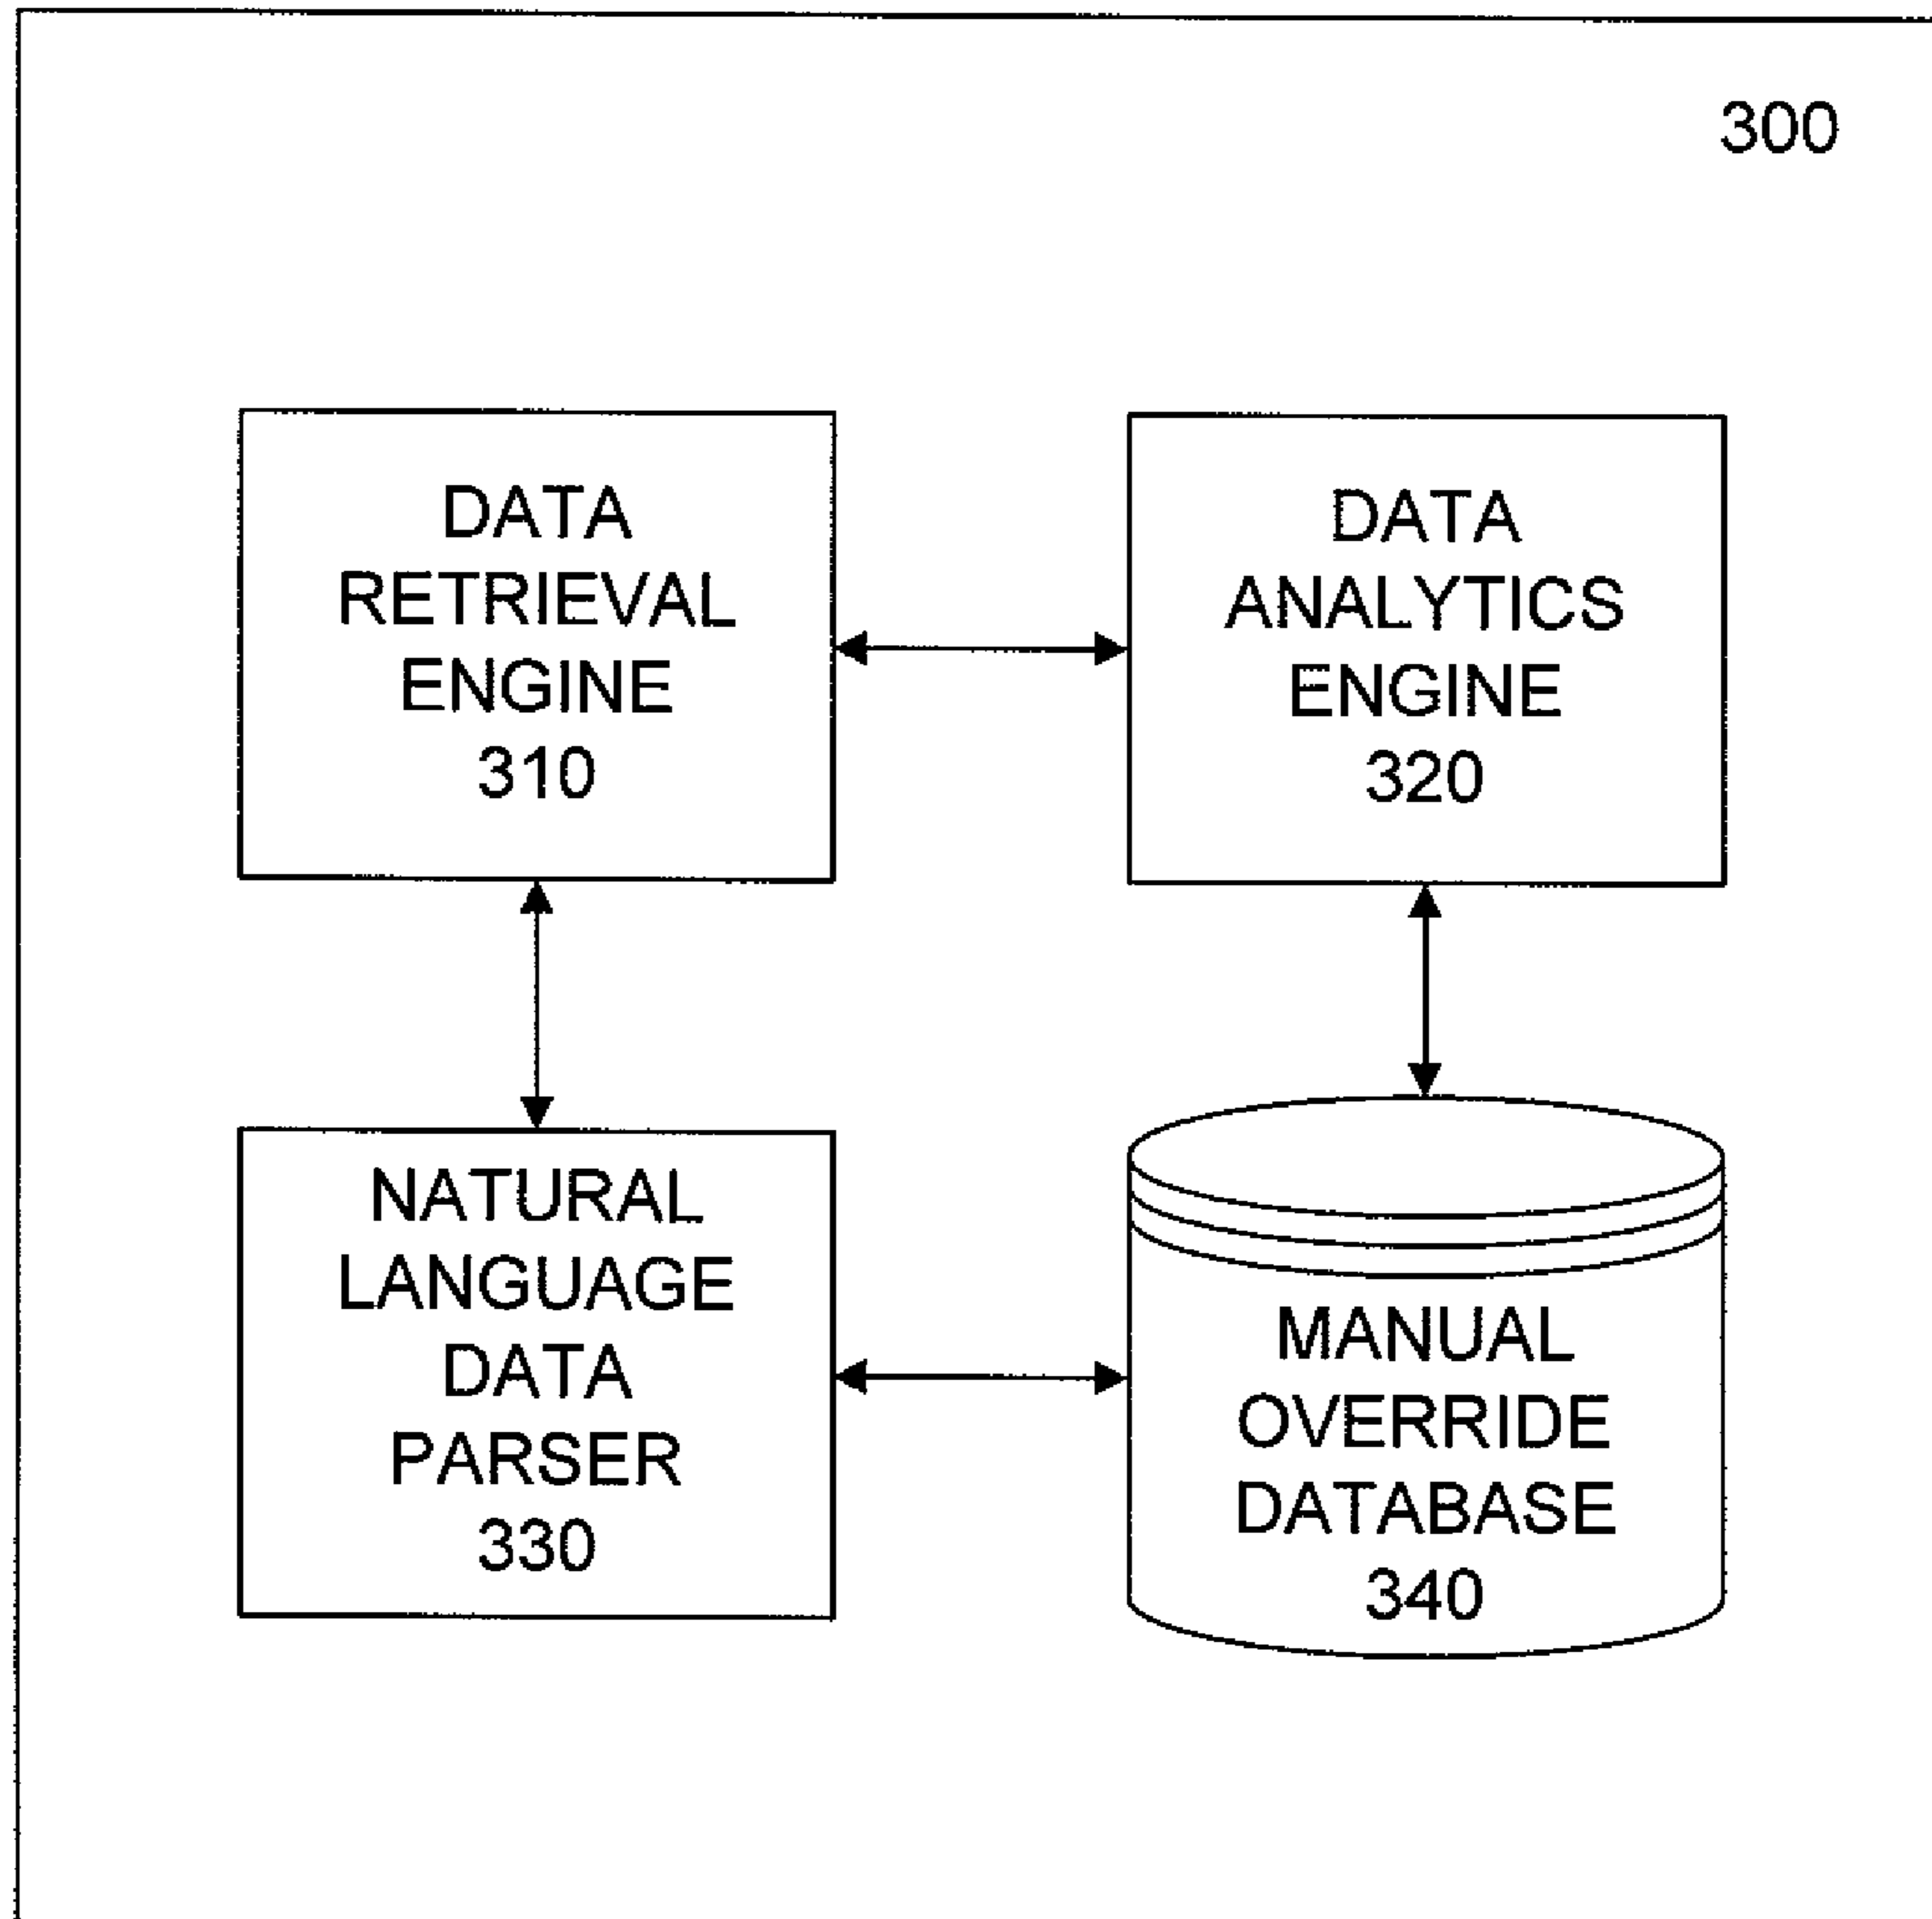 300
DATA
RETRIEVAL
ENGINE
310
DATA
ANALYTICS
ENGINE
320
NATURAL
LANGUAGE
DATA
PARSER
330
MANUAL
OVERRIDE
DATABASE
340